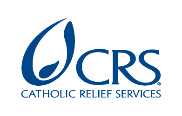 CRS
CATHOLIC RELIEF SERVICES